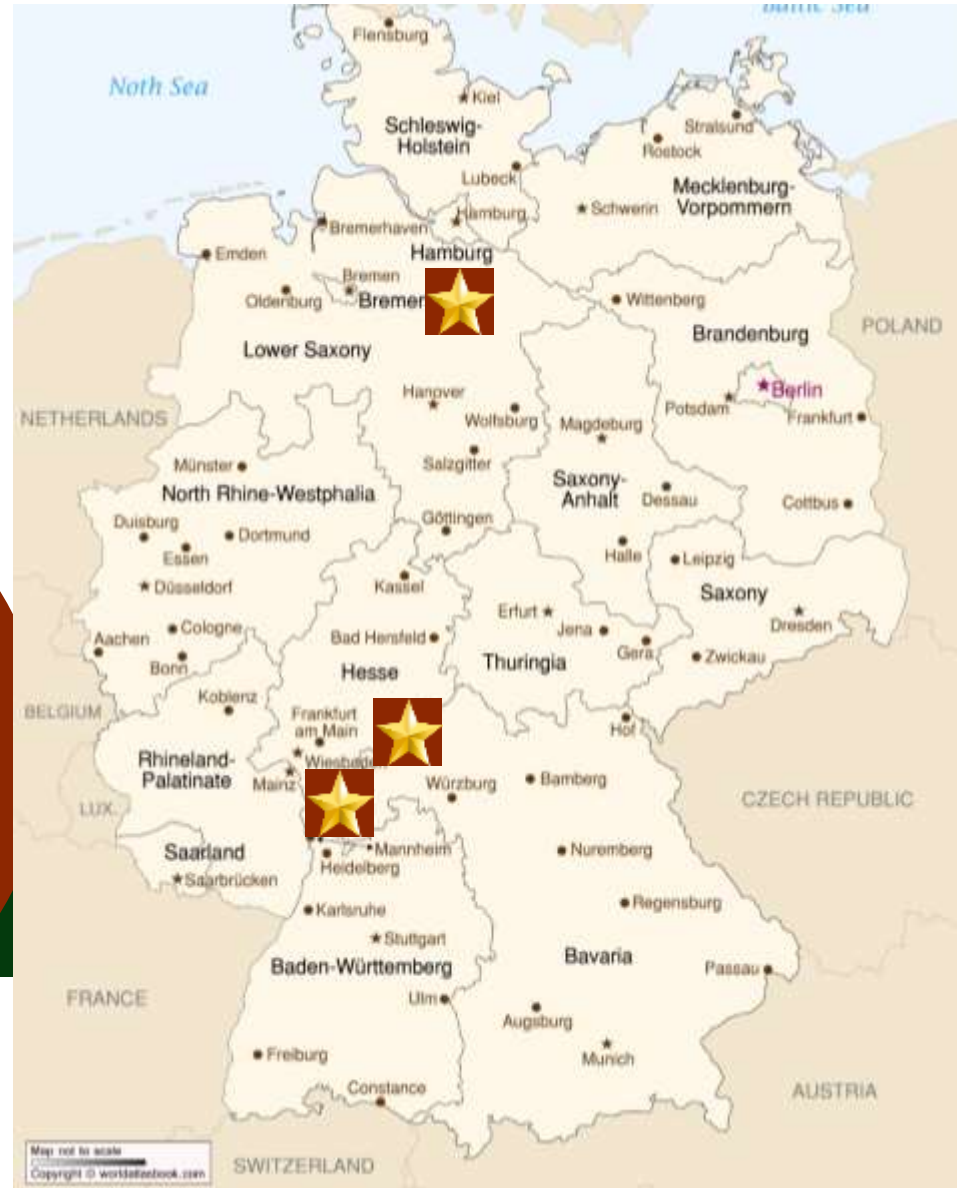 Baltic Sea
Flensburg
Noth Sea
Kiel
Schleswig-
Holstein
Stralsund
Rostock
Lubeck
Mecklenburg-
Vorpommern
Schwerin
Hamburg
Bremerhaven
Hamburg
Emden
Bremen
Oldenburg
Bremen
Wittenberg
Brandenburg
POLAND
Lower Saxony
Berlin
Hanover
NETHERLANDS
Wolfsburg
Magdeburg
Potsdam
Frankfurt
Salzgitter
Münster
North Rhine-Westphalia
Saxony-
Anhalt
Dessau
Cottbus
Duisburg
Dortmund
Essen
Göttingen
Halle
Leipzig
Düsseldorf
Kassel
Saxony
Erfurt
Dresden
Aachen
Cologne
Bad Hersfeld
Jena
Gera
Zwickau
Bonn
Hesse
Thuringia
BELGIUM
Koblenz
Frankfurt
am Main
Hof
Rhineland-
Palatinate
Wiesbaden
Mainz
Würzburg
Bamberg
CZECH REPUBLIC
LUX.
Saarland
Mannheim
Heidelberg
Nuremberg
Saarbrücken
Karlsruhe
Regensburg
Stuttgart
Baden-Württemberg
Bavaria
Passau
FRANCE
Ulm
Augsburg
Munich
Freiburg
Constance
AUSTRIA
Map not to scale
Copyright © worldatlasbook.com
SWITZERLAND